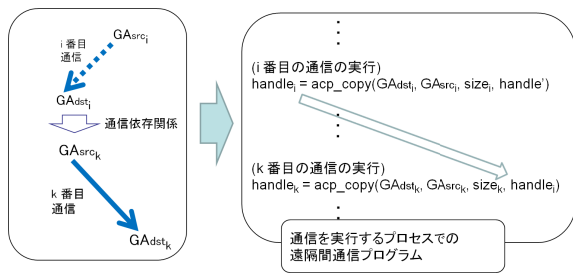 GAsrci
i 番目
通信
GAdsti
通信依存関係
GAsrck
k 番目
通信
GAdstk
(i 番目の通信の実行)
handlei = acp_copy(GAdsti, GAsrci, sizei, handle')
(k 番目の通信の実行)
handlek = acp_copy(GAdstk, GAsrck, sizek, handlei)
通信を実行するプロセスでの
遠隔間通信プログラム